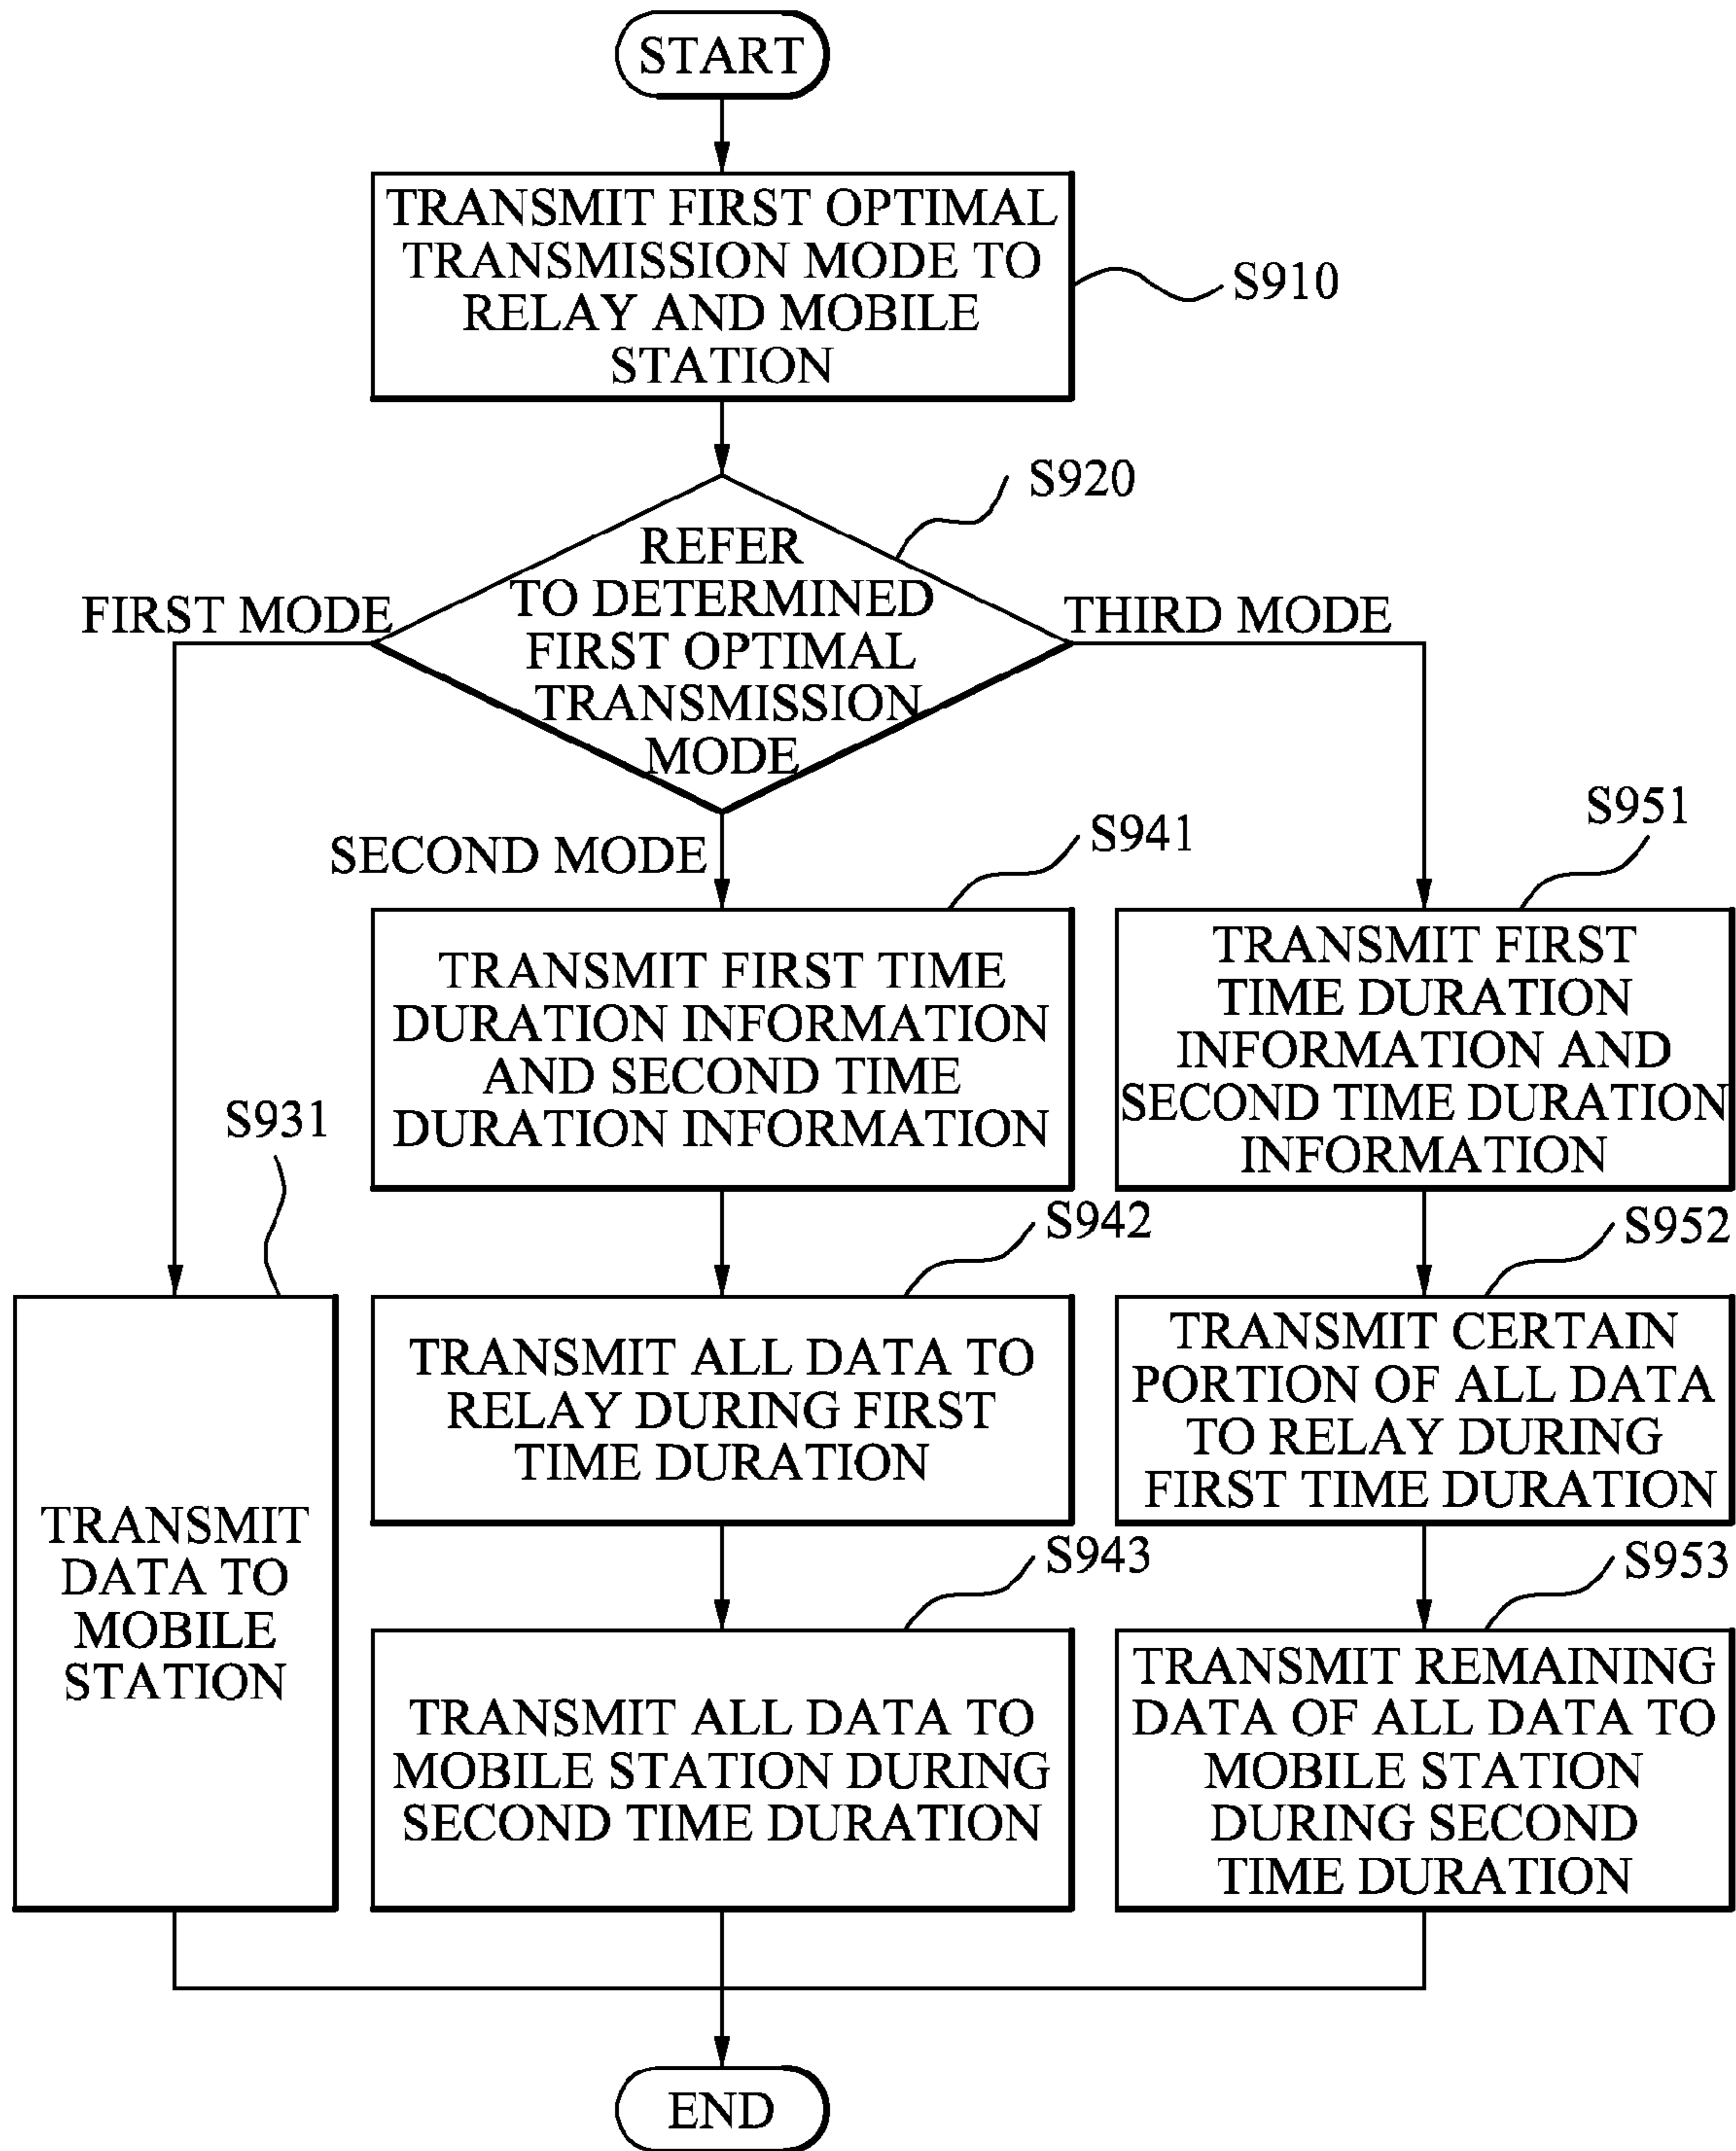 START
TRANSMIT FIRST OPTIMAL
TRANSMISSION MODE TO
RELAY AND MOBILE
STATION
S910
S920
REFER
TO DETERMINED
FIRST OPTIMAL
TRANSMISSION
MODE
FIRST MODE
THIRD MODE
SECOND MODE
S931
TRANSMIT
DATA TO
MOBILE
STATION
S941
TRANSMIT FIRST TIME
DURATION INFORMATION
AND SECOND TIME
DURATION INFORMATION
S942
TRANSMIT ALL DATA TO
RELAY DURING FIRST
TIME DURATION
S943
TRANSMIT ALL DATA TO
MOBILE STATION DURING
SECOND TIME DURATION
S951
TRANSMIT FIRST
TIME DURATION
INFORMATION AND
SECOND TIME DURATION
INFORMATION
S952
TRANSMIT CERTAIN
PORTION OF ALL DATA
TO RELAY DURING
FIRST TIME DURATION
S953
TRANSMIT REMAINING
DATA OF ALL DATA TO
MOBILE STATION
DURING SECOND
TIME DURATION
END